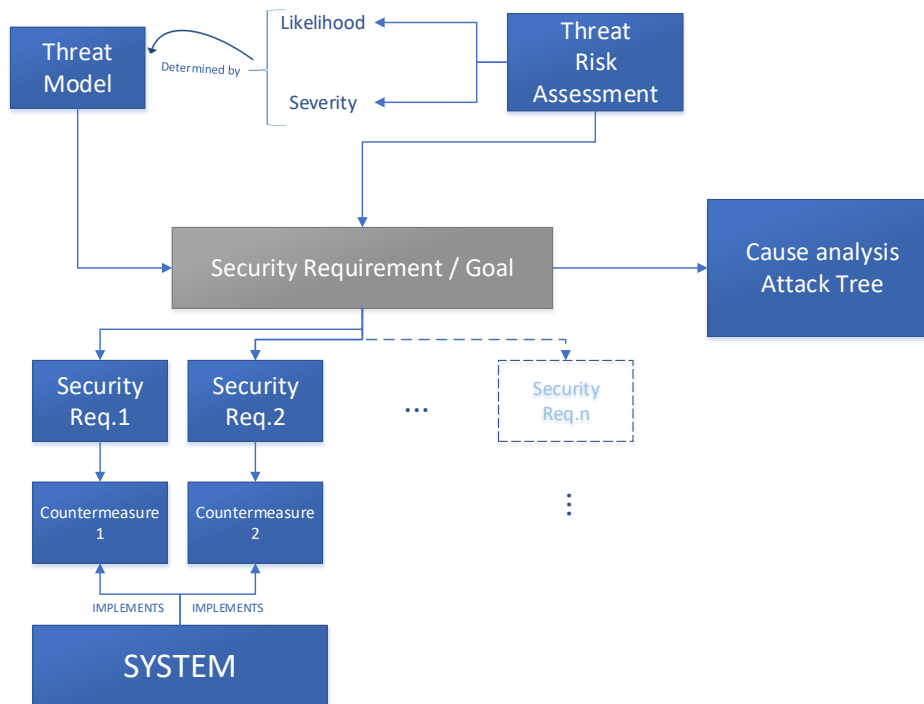 Threat
Model
Determined by
Likelihood
Severity
Threat
Risk
Assessment
Security Requirement / Goal
Cause analysis
Attack Tree
Security
Req.1
Security
Req.2
...
Security
Req.n
Countermeasure
1
Countermeasure
2
⋮
IMPLEMENTS
IMPLEMENTS
SYSTEM